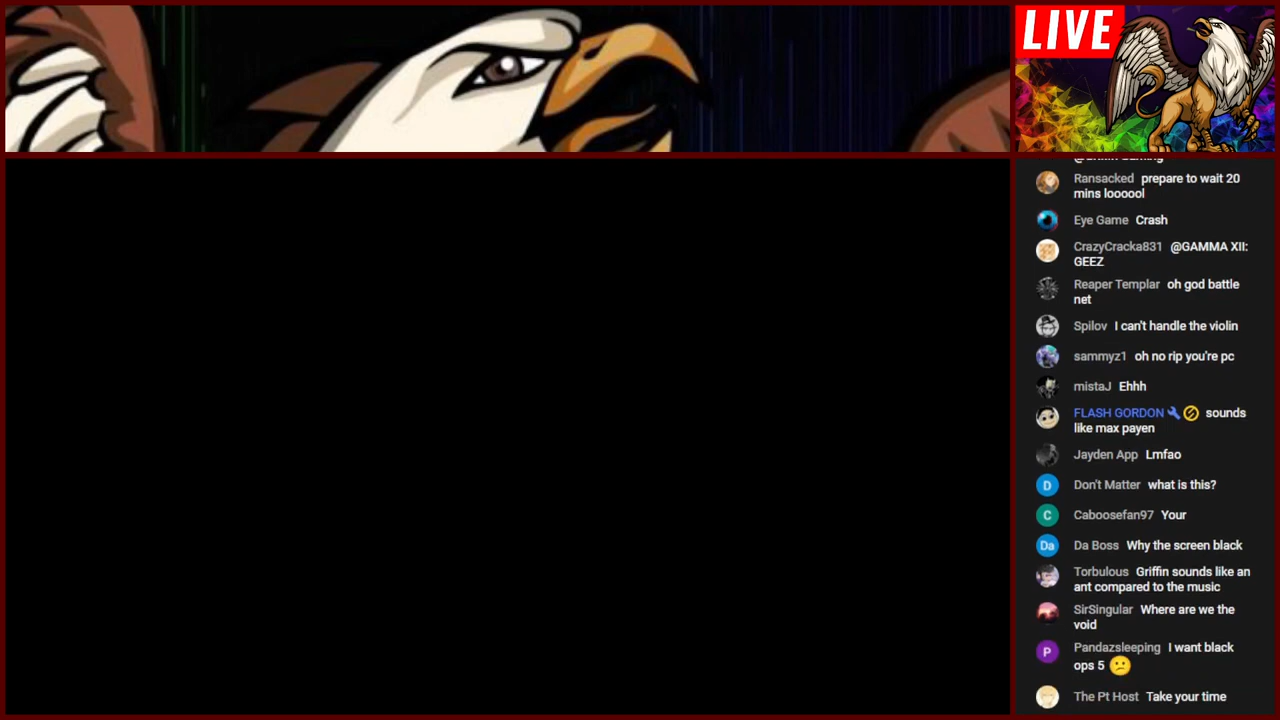 LIVE
Ransacked prepare to wait 20
mins loooool
Eye Game Crash
CrazyCracka831 @GAMMA XII:
GEEZ
Reaper Templar oh god battle
net
Spilov I can't handle the violin
sammyz1 oh no rip you're pc
mistaJ Ehhh
FLASH GORDON sounds
like max payen
Jayden App Lmfao
D Don't Matter what is this?
C Caboosefan97 Your
Da Da Boss Why the screen black
Torbulous Griffin sounds like an
ant compared to the music
SirSingular Where are we the
void
P Pandazsleeping I want black
ops 5
The Pt Host Take your time